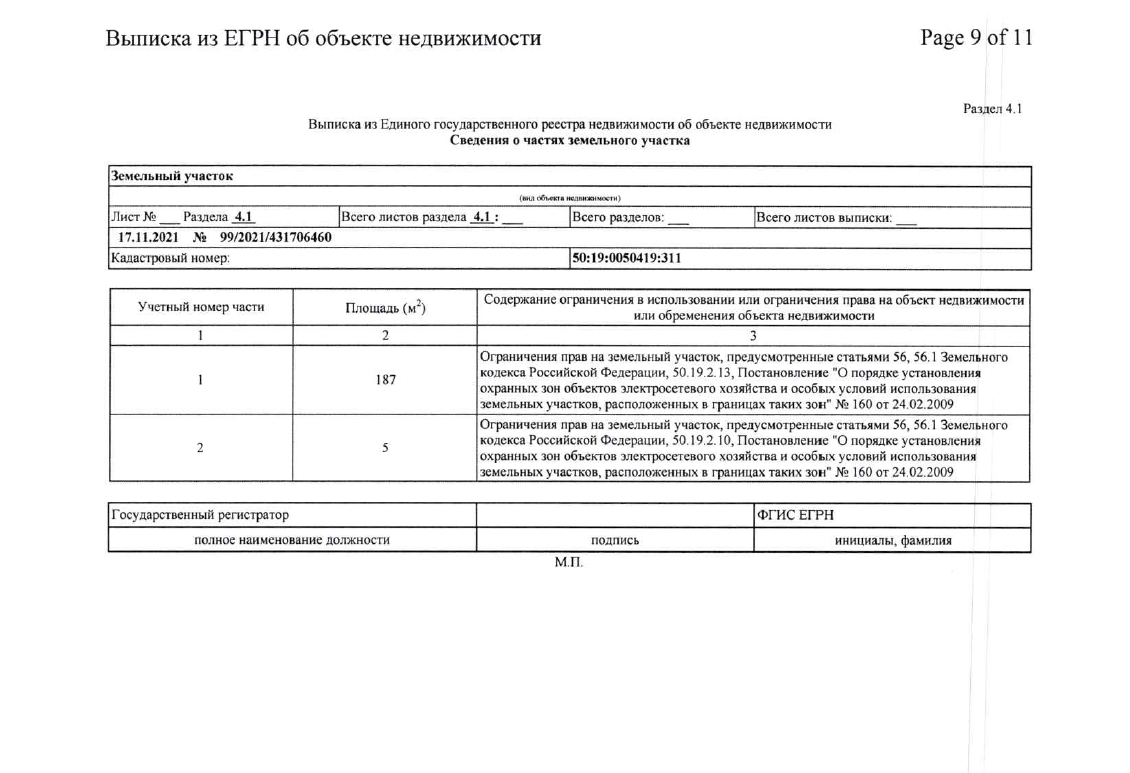 Выписка из ЕГРН об объекте недвижимости
Page 9 of 11
Раздел 4.1
Выписка из Единого государственного реестра недвижимости об объекте недвижимости
Сведения о частях земельного участка
Земельный участок
(вид объекта недвижимости)
Лист № ___ Раздела 4.1 Всего листов раздела 4.1 : ___ Всего разделов: ___ Всего листов выписки: ___
17.11.2021 № 99/2021/431706460
Кадастровый номер: 50:19:0050419:311
Учетный номер части
Площадь (м²)
Содержание ограничения в использовании или ограничения права на объект недвижимости
или обременения объекта недвижимости
1 2 3
1
187
Ограничения прав на земельный участок, предусмотренные статьями 56, 56.1 Земельного
кодекса Российской Федерации, 50.19.2.13, Постановление "О порядке установления
охранных зон объектов электросетевого хозяйства и особых условий использования
земельных участков, расположенных в границах таких зон" № 160 от 24.02.2009
2
5
Ограничения прав на земельный участок, предусмотренные статьями 56, 56.1 Земельного
кодекса Российской Федерации, 50.19.2.10, Постановление "О порядке установления
охранных зон объектов электросетевого хозяйства и особых условий использования
земельных участков, расположенных в границах таких зон" № 160 от 24.02.2009
Государственный регистратор ФГИС ЕГРН
полное наименование должности подпись инициалы, фамилия
М.П.